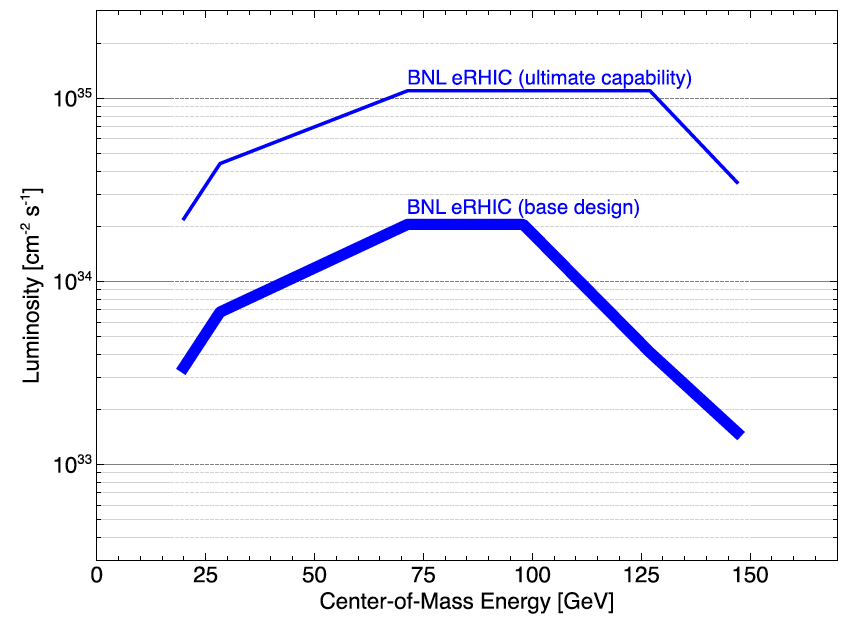 BNL eRHIC (ultimate capability)
10³⁵
BNL eRHIC (base design)
10³⁴
10³³
Luminosity [cm⁻² s⁻¹]
0 25 50 75 100 125 150
Center-of-Mass Energy [GeV]